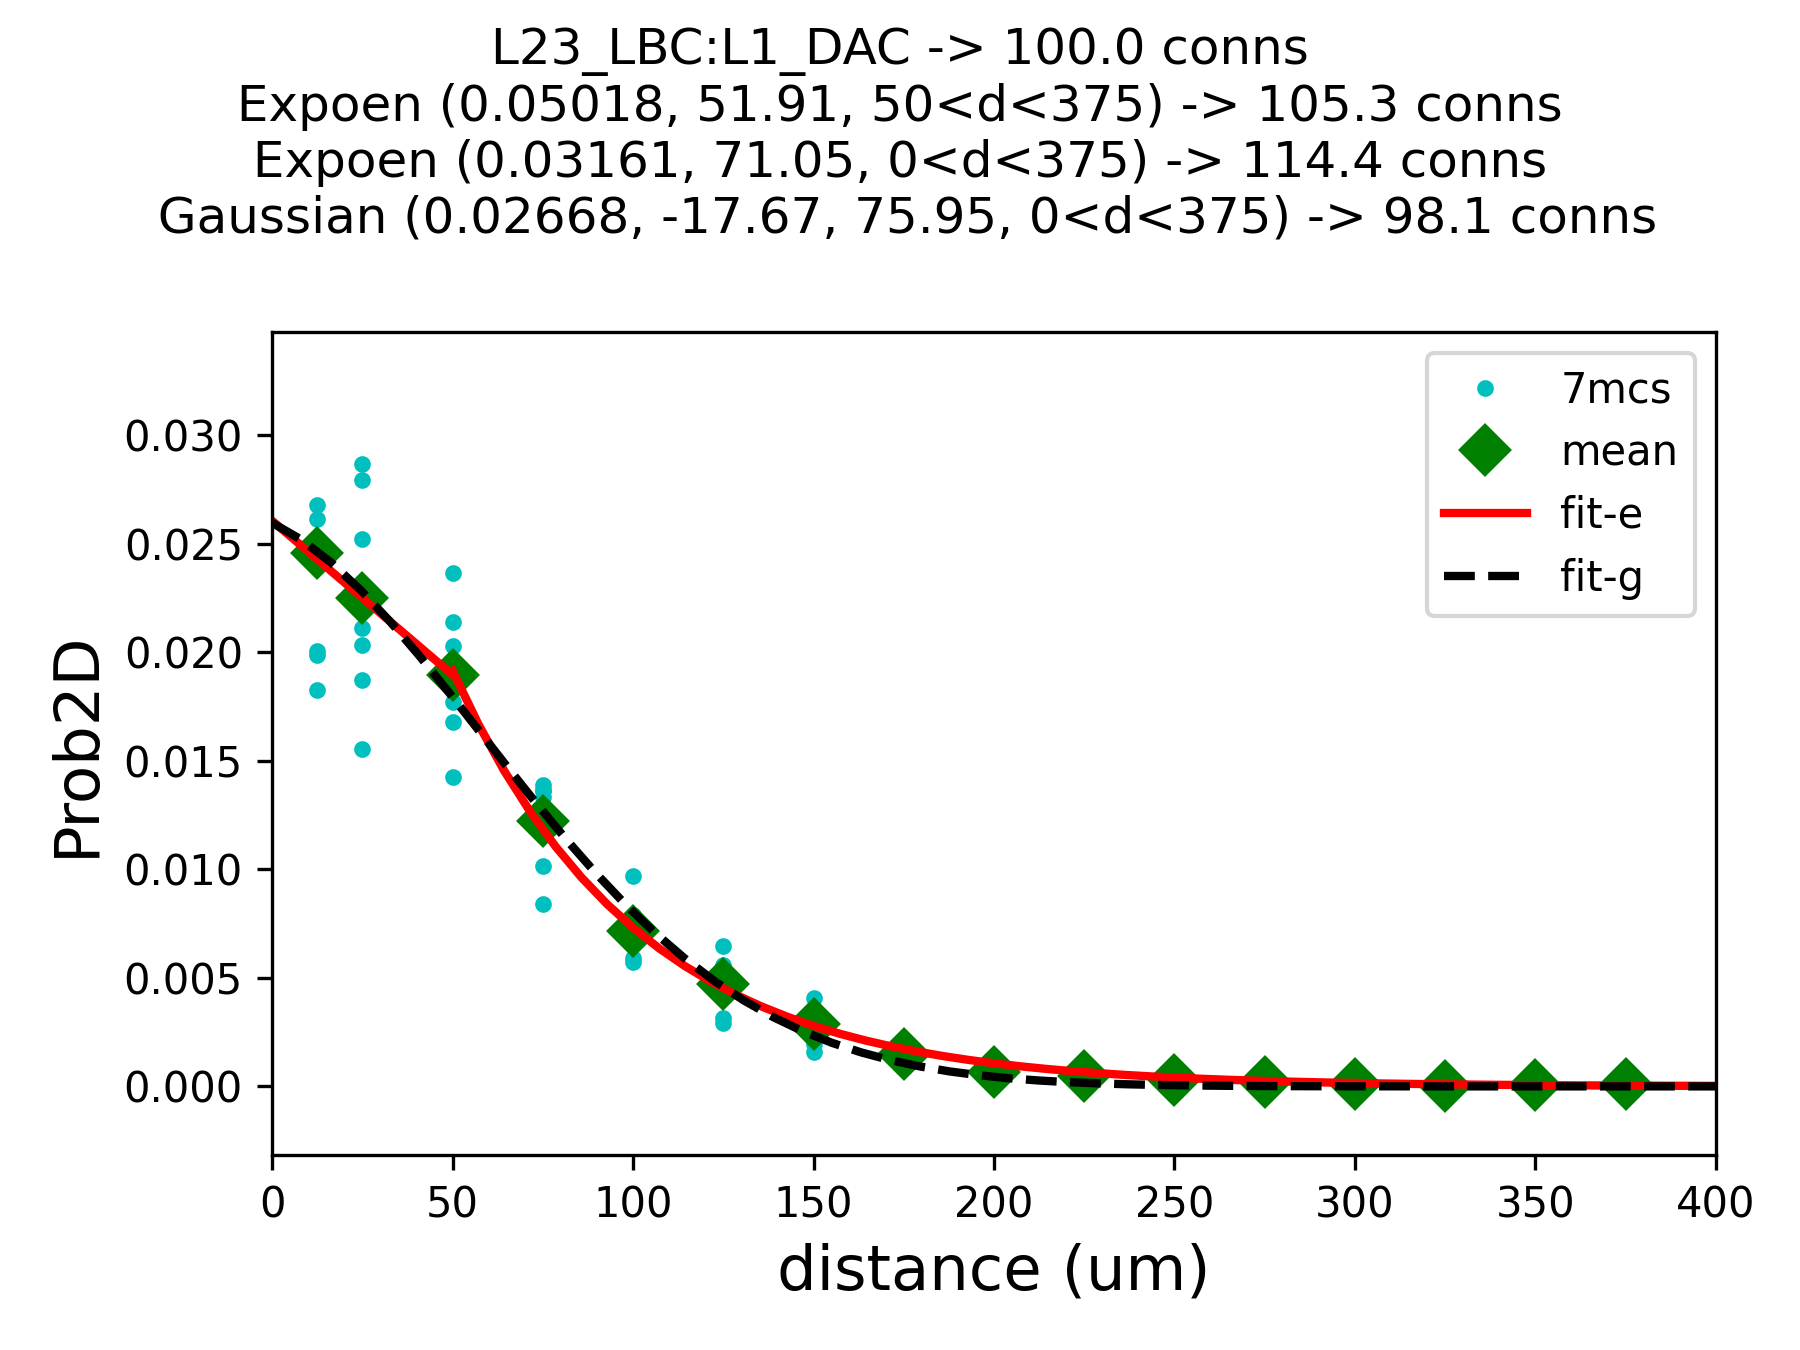 L23_LBC:L1_DAC -> 100.0 conns
Expoen (0.05018, 51.91, 50<d<375) -> 105.3 conns
Expoen (0.03161, 71.05, 0<d<375) -> 114.4 conns
Gaussian (0.02668, -17.67, 75.95, 0<d<375) -> 98.1 conns
7mcs
mean
fit-e
fit-g
Prob2D
0.030
0.025
0.020
0.015
0.010
0.005
0.000
0 50 100 150 200 250 300 350 400
distance (um)